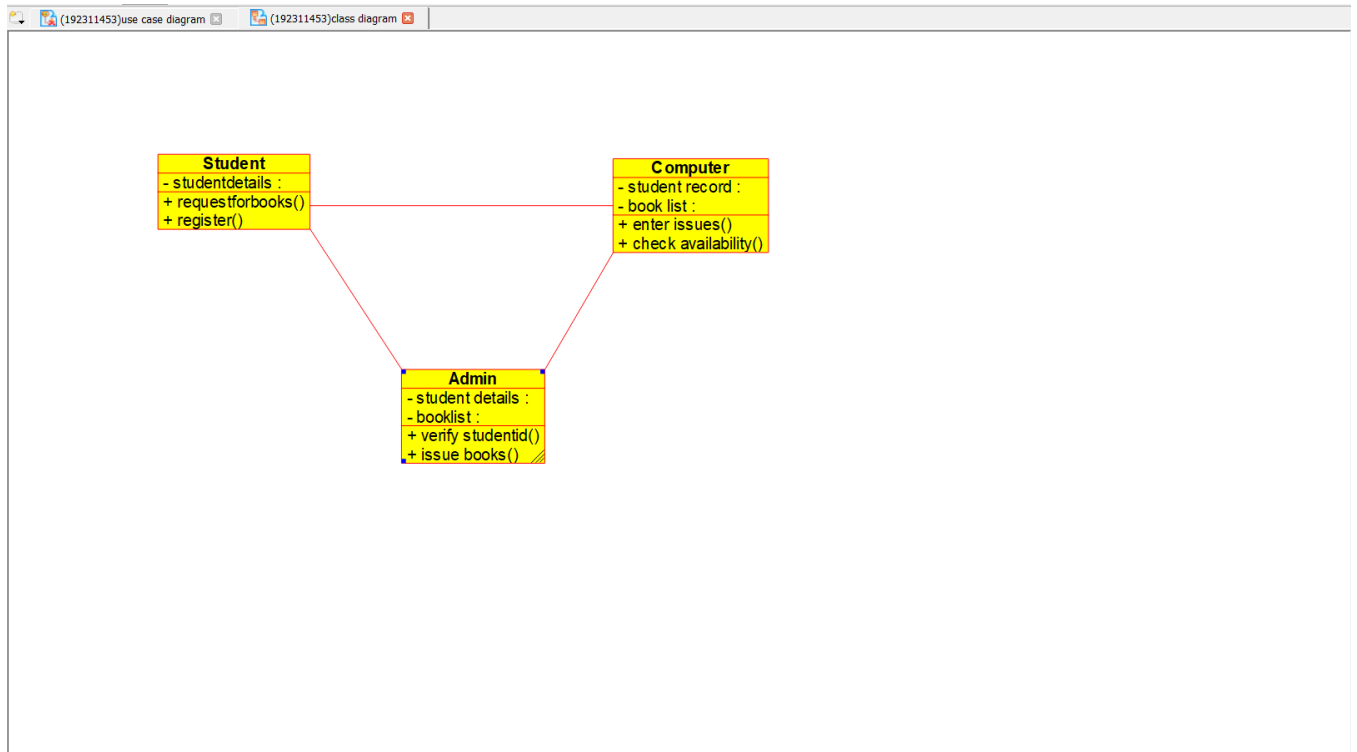 (192311453)use case diagram
(192311453)class diagram
Student
- studentdetails :
+ requestforbooks()
+ register()
Computer
- student record :
- book list :
+ enter issues()
+ check availability()
Admin
- student details :
- booklist :
+ verify studentid()
+ issue books()